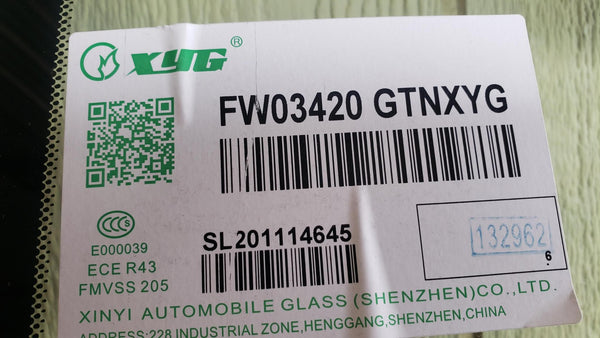 XYG®
FW03420 GTNXYG
CCC S
E000039
ECE R43
FMVSS 205
SL201114645
132962
6.
XINYI AUTOMOBILE GLASS (SHENZHEN)CO.,LTD.
ADDRESS:228 INDUSTRIAL ZONE,HENGGANG,SHENZHEN,CHINA